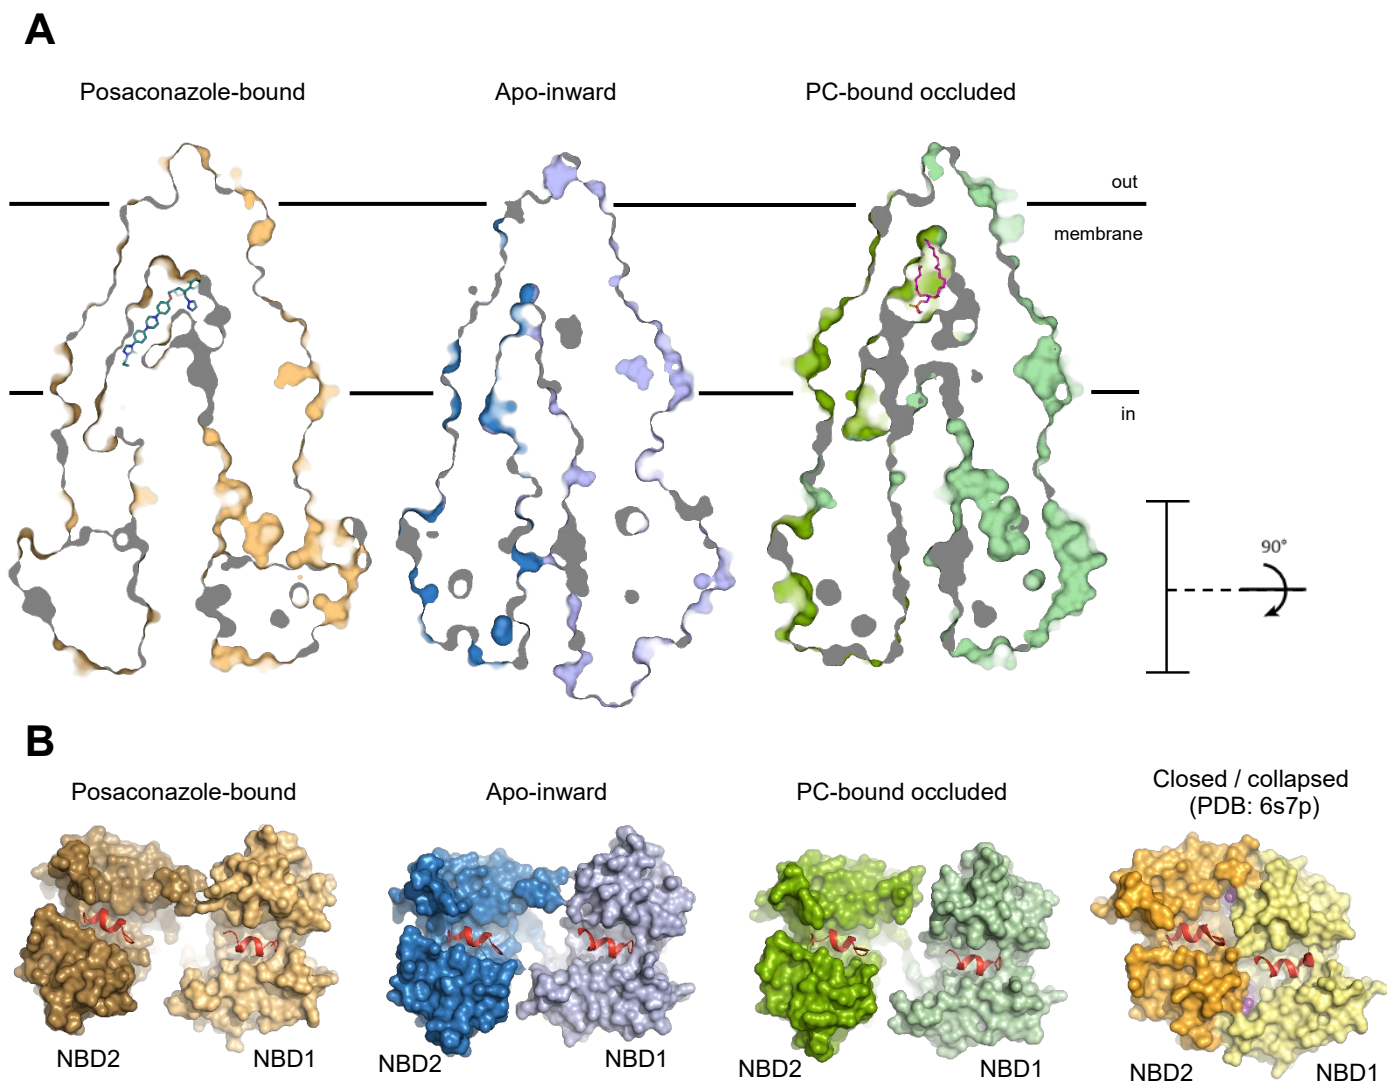 A
Posaconazole-bound
Apo-inward
PC-bound occluded
out
membrane
in
90°
B
Posaconazole-bound
Apo-inward
PC-bound occluded
Closed / collapsed
(PDB: 6s7p)
NBD2
NBD1
NBD2
NBD1
NBD2
NBD1
NBD2
NBD1